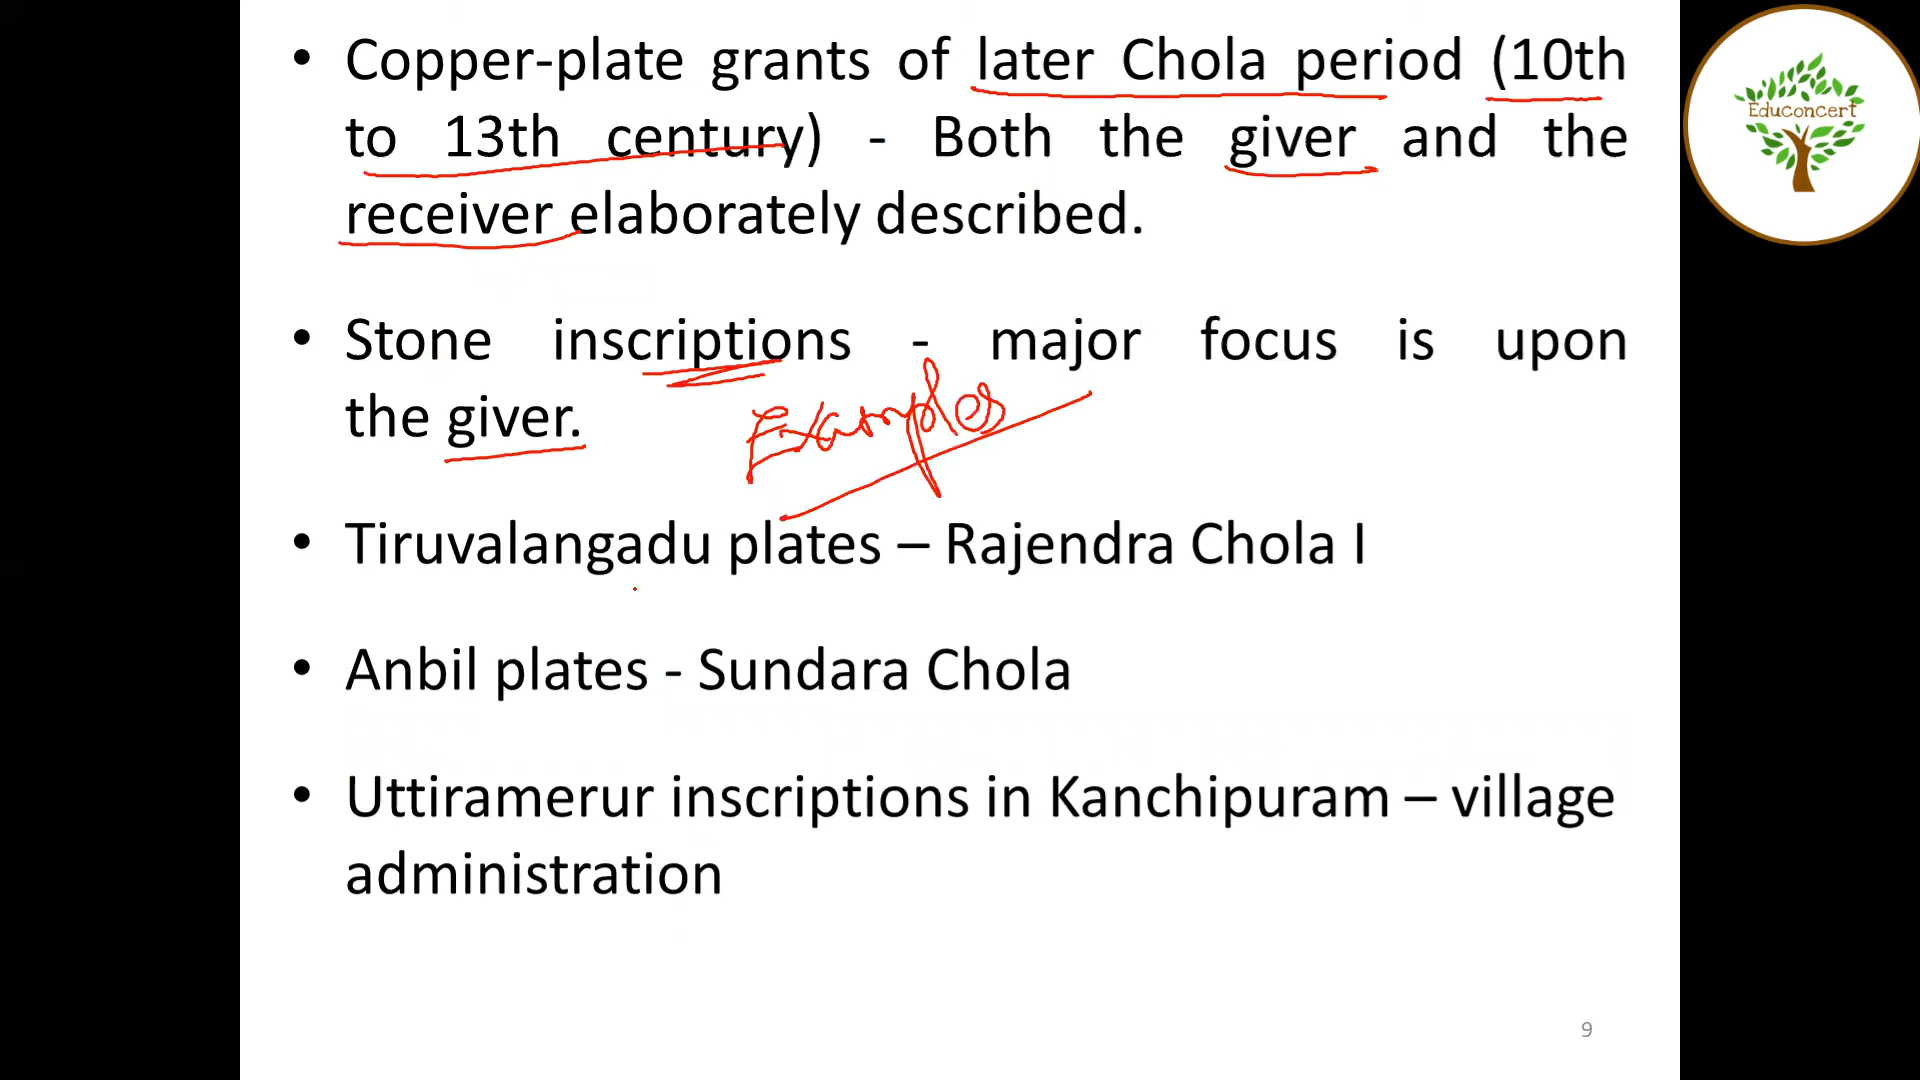 • Copper-plate grants of later Chola period (10th
to 13th century) - Both the giver and the
receiver elaborately described.
• Stone inscriptions - major focus is upon
the giver.
Examples
• Tiruvalangadu plates – Rajendra Chola I
• Anbil plates - Sundara Chola
• Uttiramerur inscriptions in Kanchipuram – village
administration
9
Educoncert